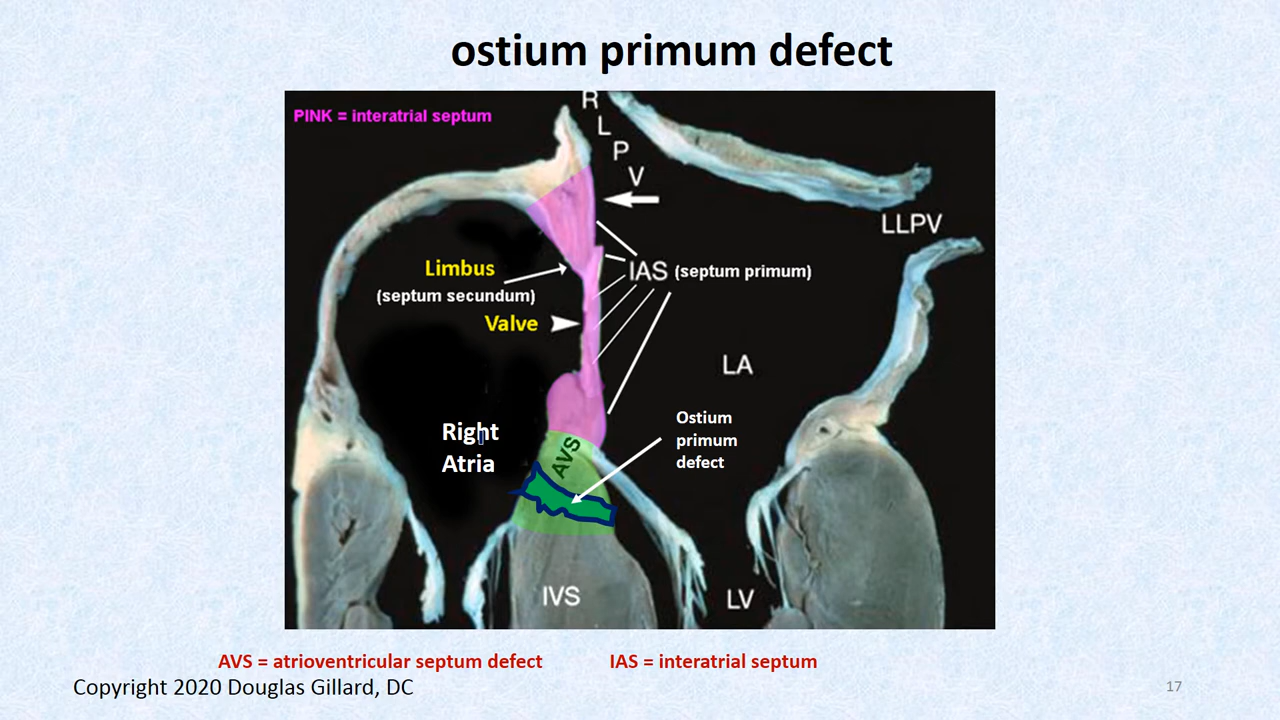 ostium primum defect
PINK = interatrial septum
R
L
P
V
LLPV
Limbus
(septum secundum)
IAS (septum primum)
Valve
LA
Right
Atria
Ostium
primum
defect
AVS
IVS
LV
AVS = atrioventricular septum defect
IAS = interatrial septum
Copyright 2020 Douglas Gillard, DC
17